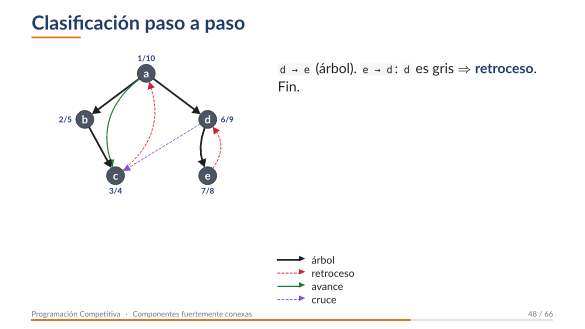 Clasificación paso a paso
1/10
a
d → e (árbol). e → d: d es gris ⇒ retroceso.
Fin.
2/5 b
d 6/9
c
e
3/4
7/8
árbol
retroceso
avance
cruce
Programación Competitiva · Componentes fuertemente conexas
48 / 66